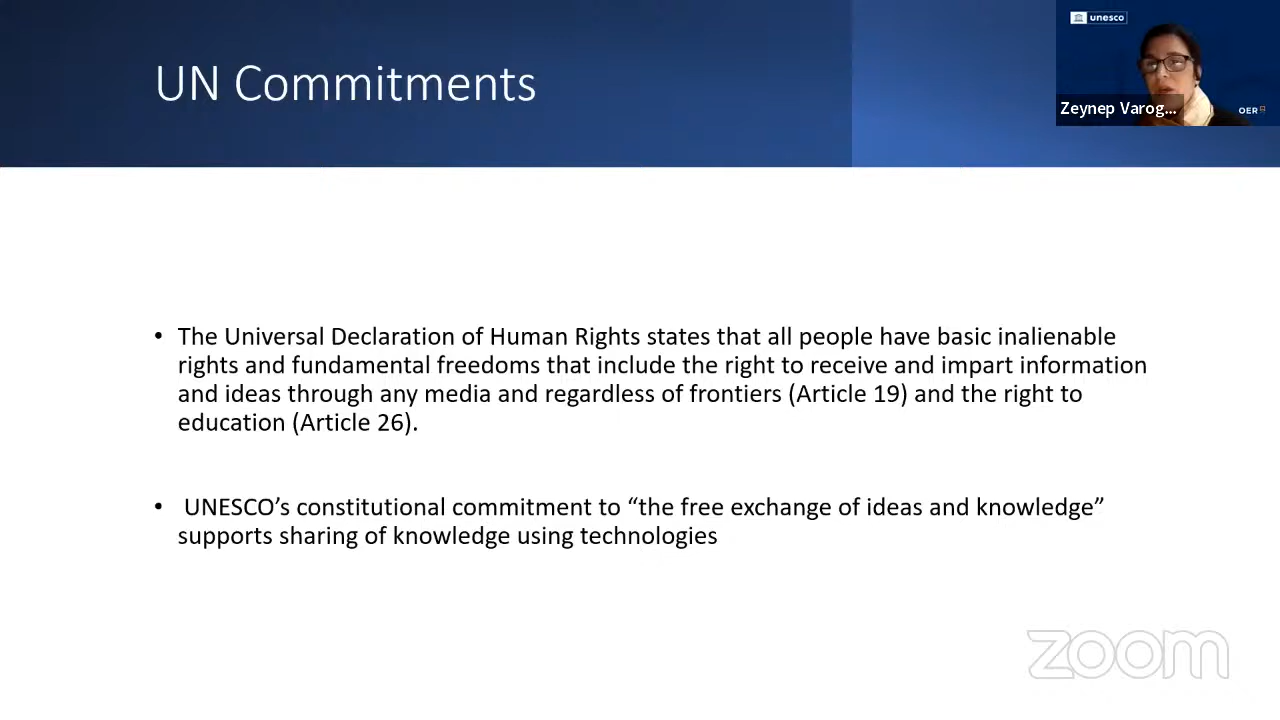 UN Commitments
unesco
Zeynep Varog...
OER
• The Universal Declaration of Human Rights states that all people have basic inalienable
rights and fundamental freedoms that include the right to receive and impart information
and ideas through any media and regardless of frontiers (Article 19) and the right to
education (Article 26).
• UNESCO’s constitutional commitment to “the free exchange of ideas and knowledge”
supports sharing of knowledge using technologies
zoom